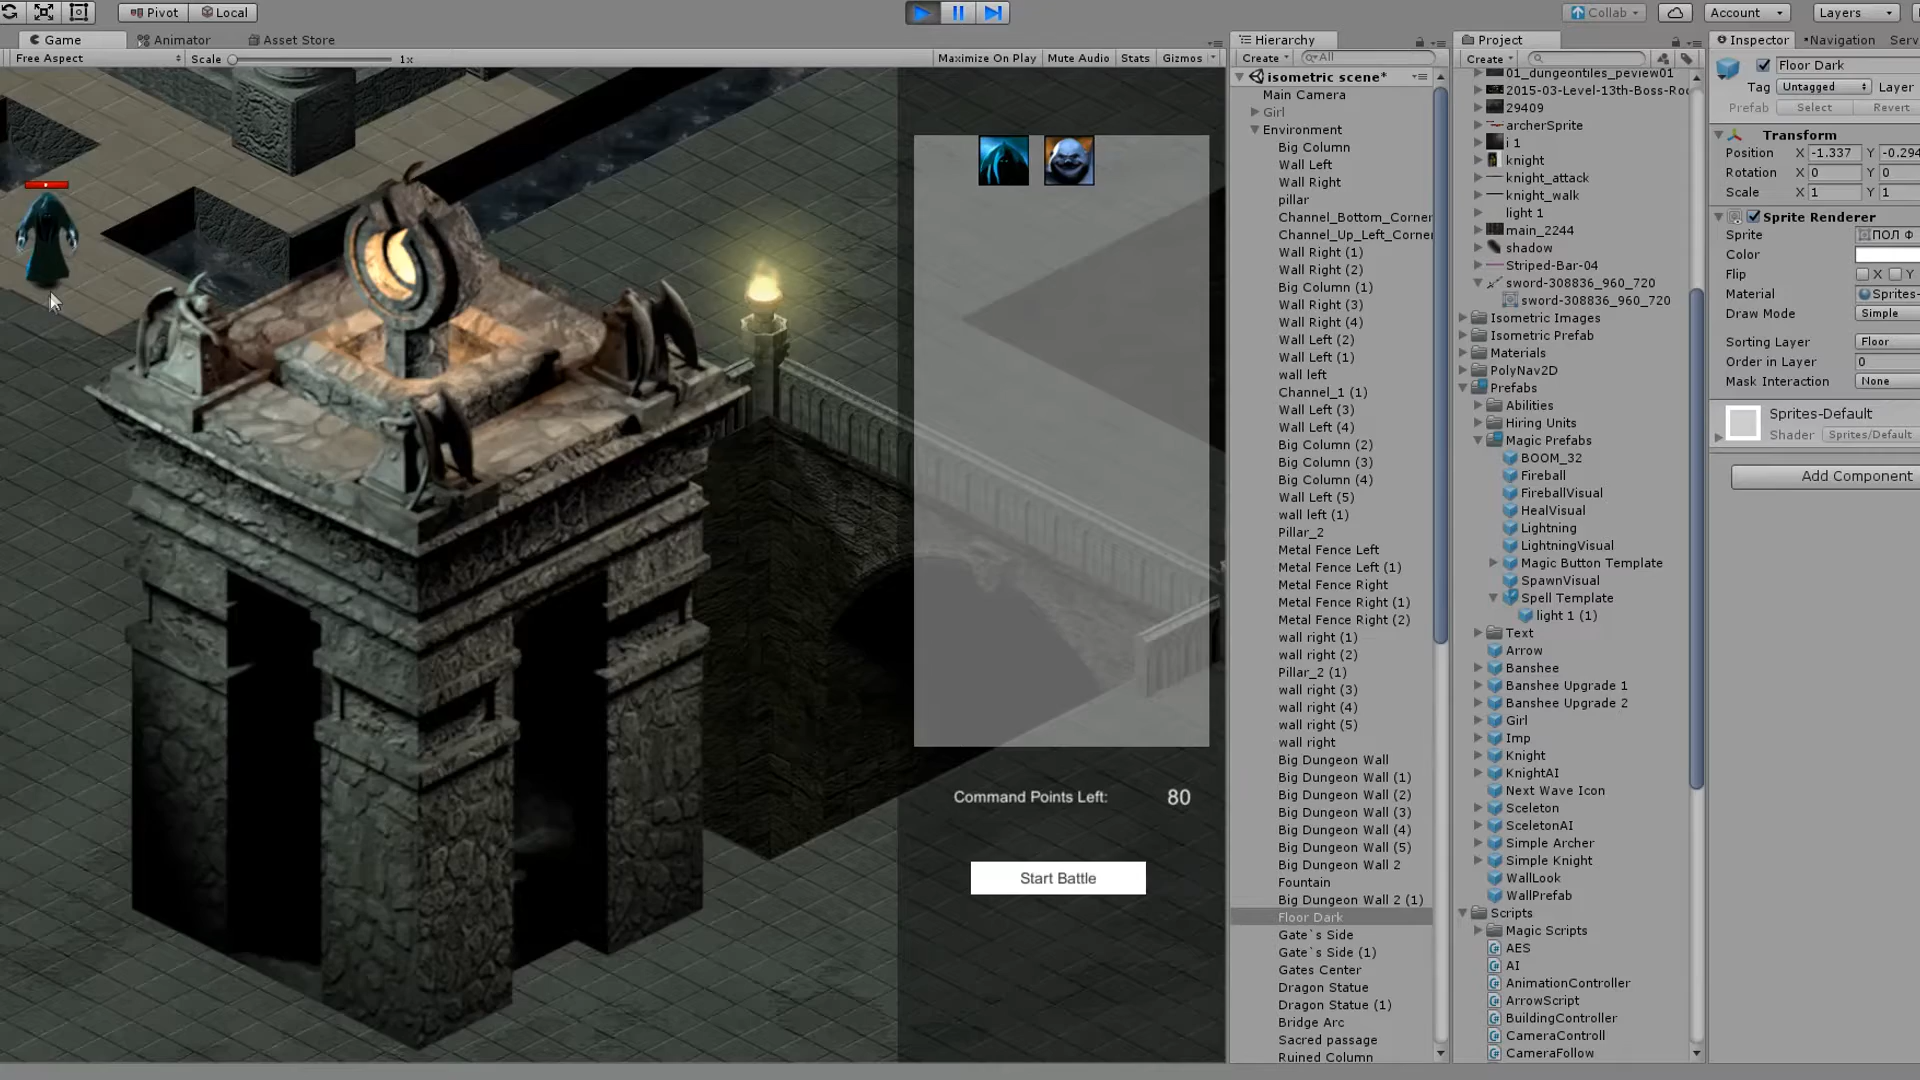 Pivot
Local
Collab
Account
Layers
Game
Animator
Asset Store
Free Aspect
Scale
1x
Maximize On Play
Mute Audio
Stats
Gizmos
Command Points Left:
80
Start Battle
Hierarchy
Create
All
isometric scene*
Main Camera
Girl
Environment
Big Column
Wall Left
Wall Right
pillar
Channel_Bottom_Corner
Channel_Up_Left_Corne
Wall Right (1)
Wall Right (2)
Big Column (1)
Wall Right (3)
Wall Right (4)
Wall Left (2)
Wall Left (1)
wall left
Channel_1 (1)
Wall Left (3)
Wall Left (4)
Big Column (2)
Big Column (3)
Big Column (4)
Wall Left (5)
wall left (1)
Pillar_2
Metal Fence Left
Metal Fence Left (1)
Metal Fence Right
Metal Fence Right (1)
Metal Fence Right (2)
wall right (1)
wall right (2)
Pillar_2 (1)
wall right (3)
wall right (4)
wall right (5)
wall right
Big Dungeon Wall
Big Dungeon Wall (1)
Big Dungeon Wall (2)
Big Dungeon Wall (3)
Big Dungeon Wall (4)
Big Dungeon Wall (5)
Big Dungeon Wall 2
Fountain
Big Dungeon Wall 2 (1)
Floor Dark
Gate`s Side
Gate`s Side (1)
Gates Center
Dragon Statue
Dragon Statue (1)
Bridge Arc
Sacred passage
Ruined Column
Project
Create
01_dungeontiles_peview01
2015-03-Level-13th-Boss-Roo
29409
archerSprite
i 1
knight
knight_attack
knight_walk
light 1
main_2244
shadow
Striped-Bar-04
sword-308836_960_720
sword-308836_960_720
Isometric Images
Isometric Prefab
Materials
PolyNav2D
Prefabs
Abilities
Hiring Units
Magic Prefabs
BOOM_32
Fireball
FireballVisual
HealVisual
Lightning
LightningVisual
Magic Button Template
SpawnVisual
Spell Template
light 1 (1)
Text
Arrow
Banshee
Banshee Upgrade 1
Banshee Upgrade 2
Girl
Imp
Knight
KnightAI
Next Wave Icon
Sceleton
SceletonAI
Simple Archer
Simple Knight
WallLook
WallPrefab
Scripts
Magic Scripts
AES
AI
AnimationController
ArrowScript
BuildingController
CameraControll
CameraFollow
Inspector
Navigation
Serv
Floor Dark
Tag
Untagged
Layer
Prefab
Select
Revert
Transform
Position X -1.337 Y -0.294
Rotation X 0 Y 0
Scale X 1 Y 1
Sprite Renderer
Sprite ПОЛ Ф
Color
Flip X Y
Material Sprites-
Draw Mode Simple
Sorting Layer Floor
Order in Layer 0
Mask Interaction None
Sprites-Default
Shader Sprites/Default
Add Component